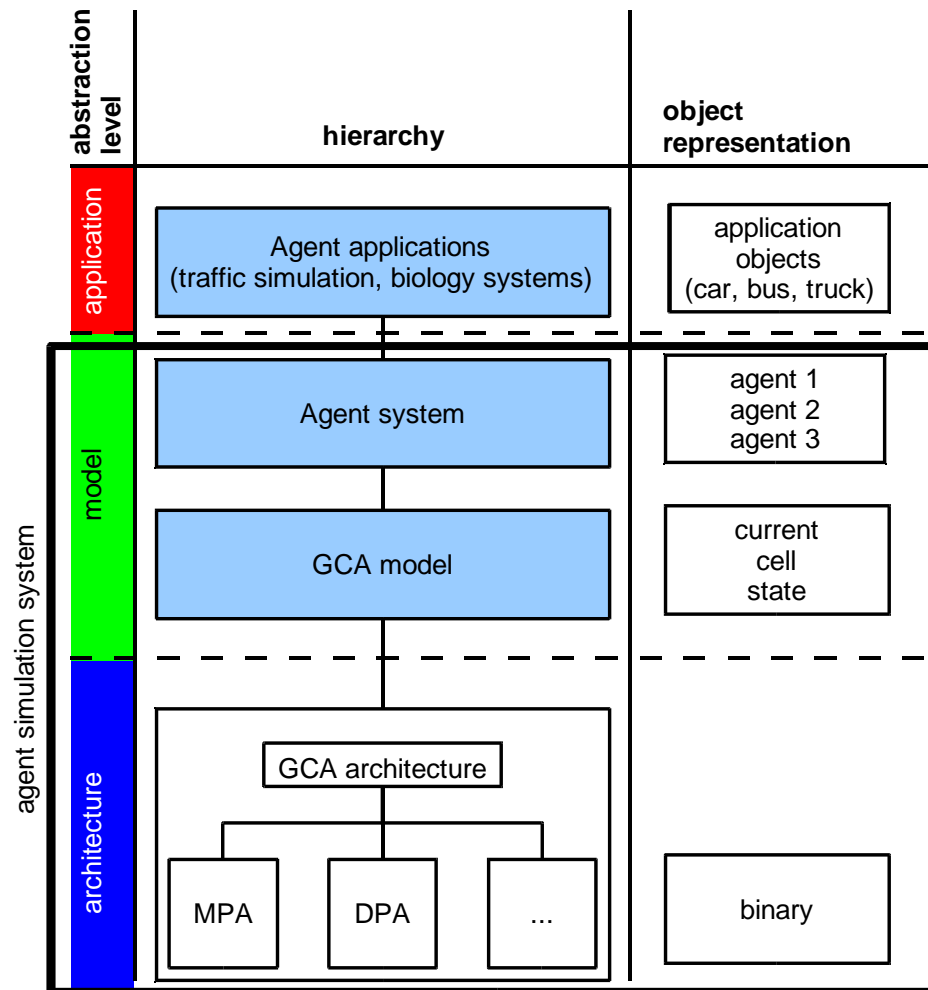 abstraction
level
hierarchy
object
representation
application
Agent applications
(traffic simulation, biology systems)
application
objects
(car, bus, truck)
agent simulation system
model
Agent system
agent 1
agent 2
agent 3
GCA model
current
cell
state
architecture
GCA architecture
MPA
DPA
...
binary